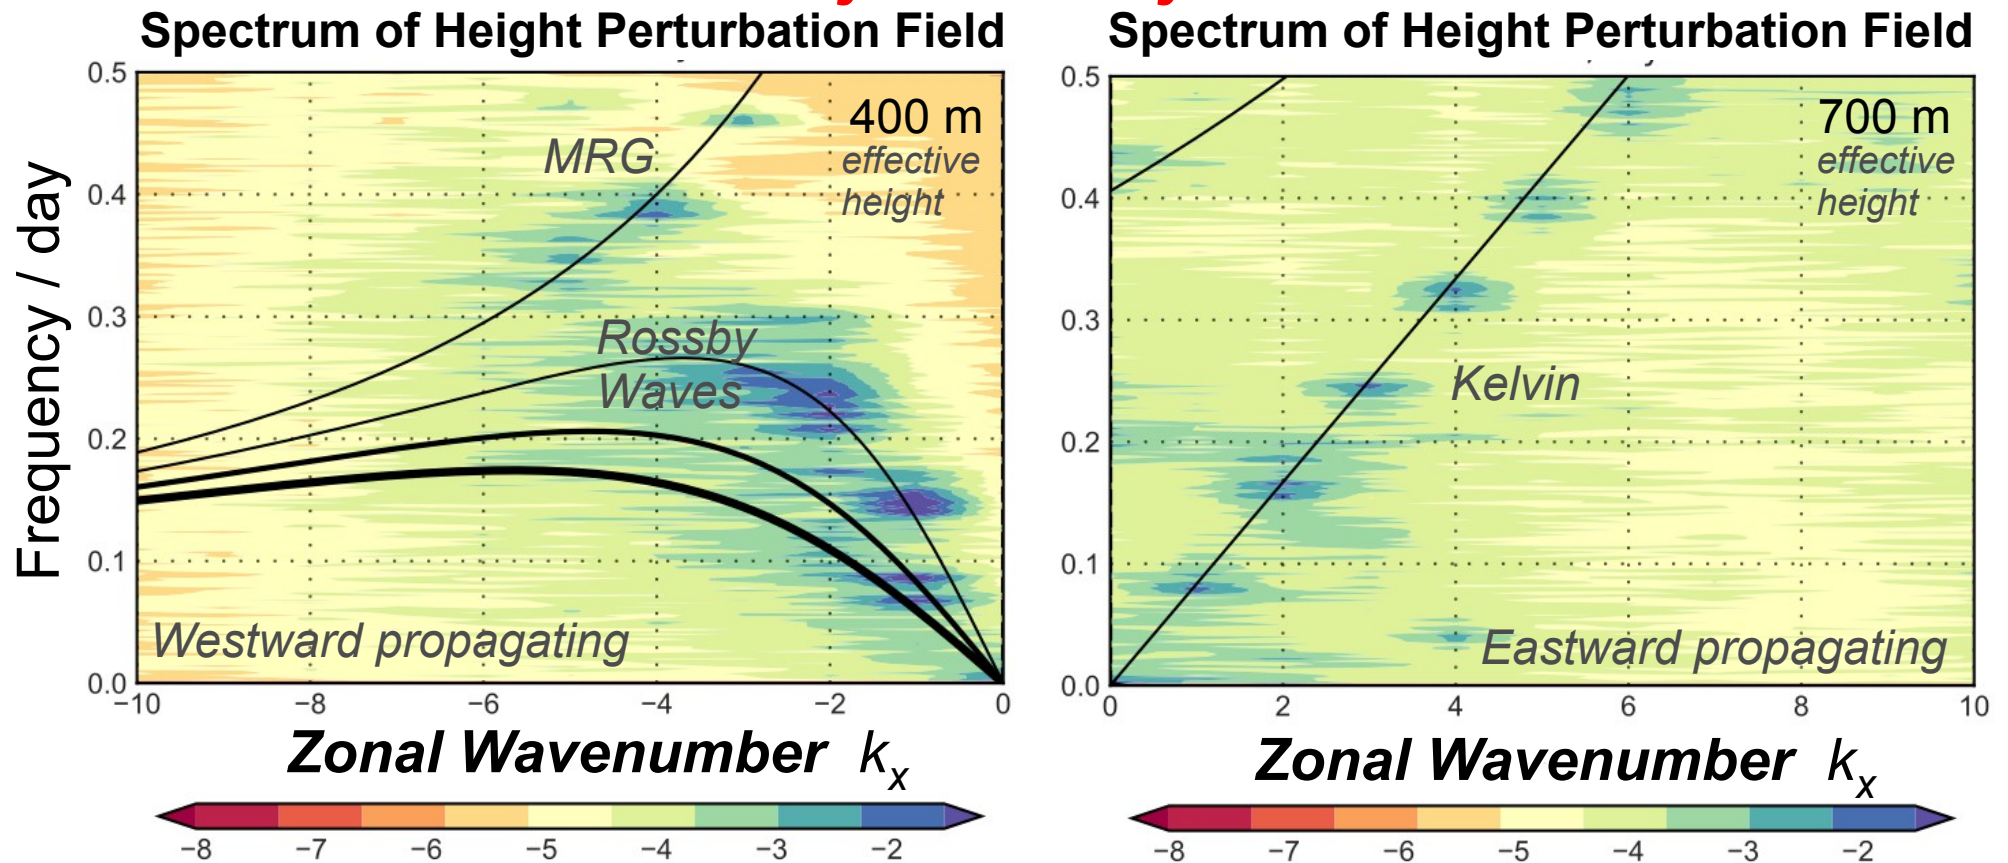 Spectrum of Height Perturbation Field
0.5
0.4
0.3
0.2
0.1
0.0
−10
−8
−6
−4
−2
0
Frequency / day
MRG
400 m
effective
height
Rossby
Waves
Westward propagating
Zonal Wavenumber kx
−8
−7
−6
−5
−4
−3
−2
Spectrum of Height Perturbation Field
0.5
0.4
0.3
0.2
0.1
0.0
0
2
4
6
8
10
700 m
effective
height
Kelvin
Eastward propagating
Zonal Wavenumber kx
−8
−7
−6
−5
−4
−3
−2